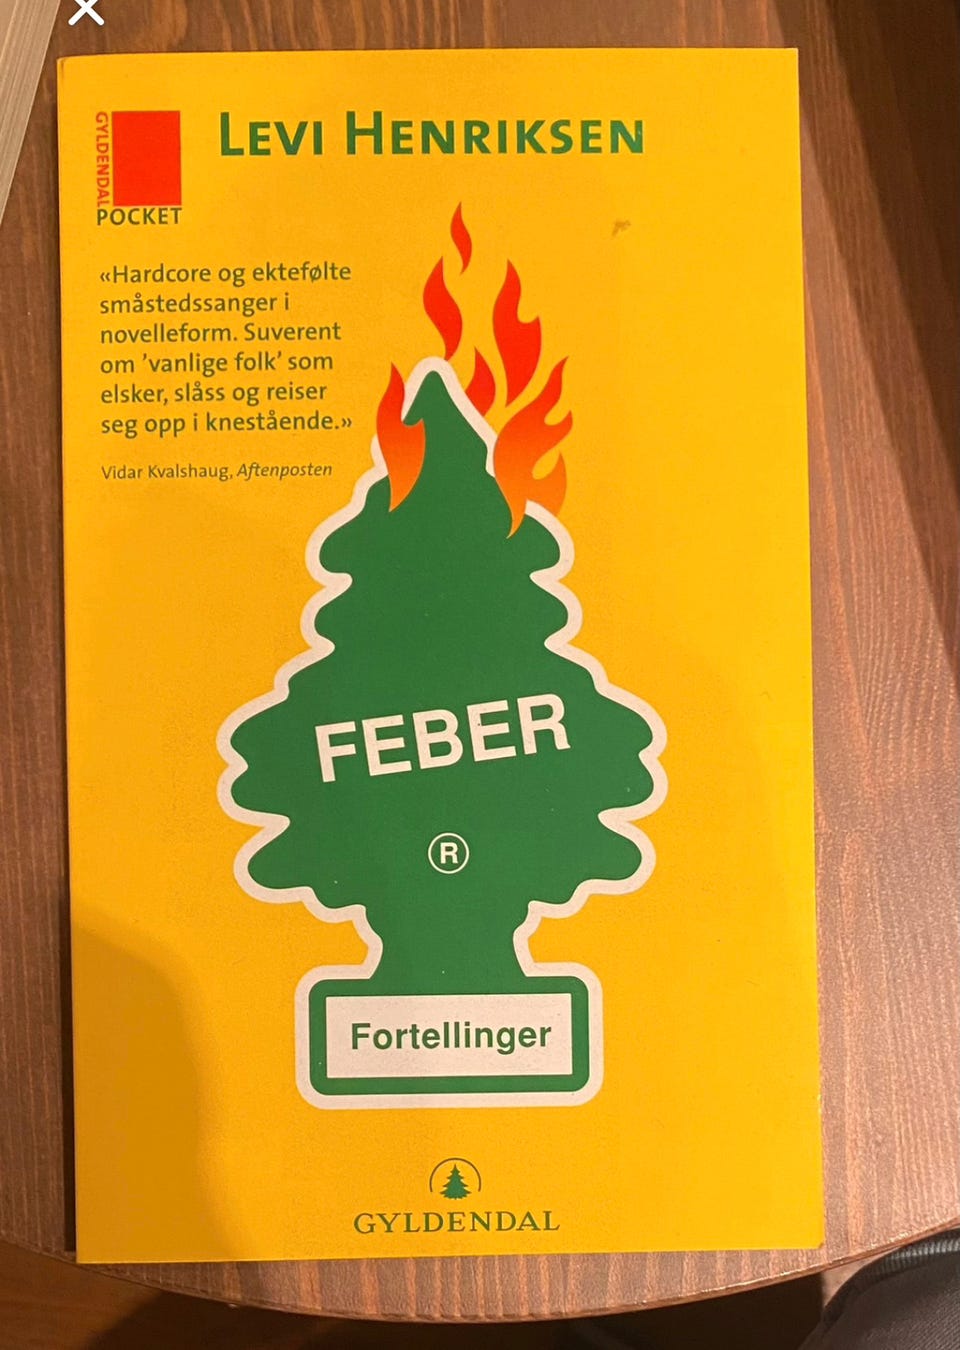 GYLDENDAL
POCKET
LEVI HENRIKSEN
«Hardcore og ektefølte
småstedssanger i
novelleform. Suverent
om ’vanlige folk’ som
elsker, slåss og reiser
seg opp i knestående.»
Vidar Kvalshaug, Aftenposten
FEBER
®
Fortellinger
GYLDENDAL